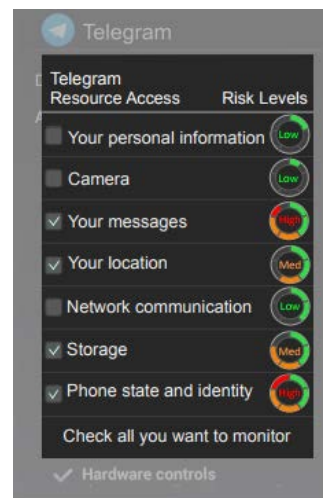 Telegram
Telegram
Resource Access Risk Levels
Your personal information Low
Camera Low
Your messages High
Your location Med
Network communication Low
Storage Med
Phone state and identity High
Check all you want to monitor
Hardware controls